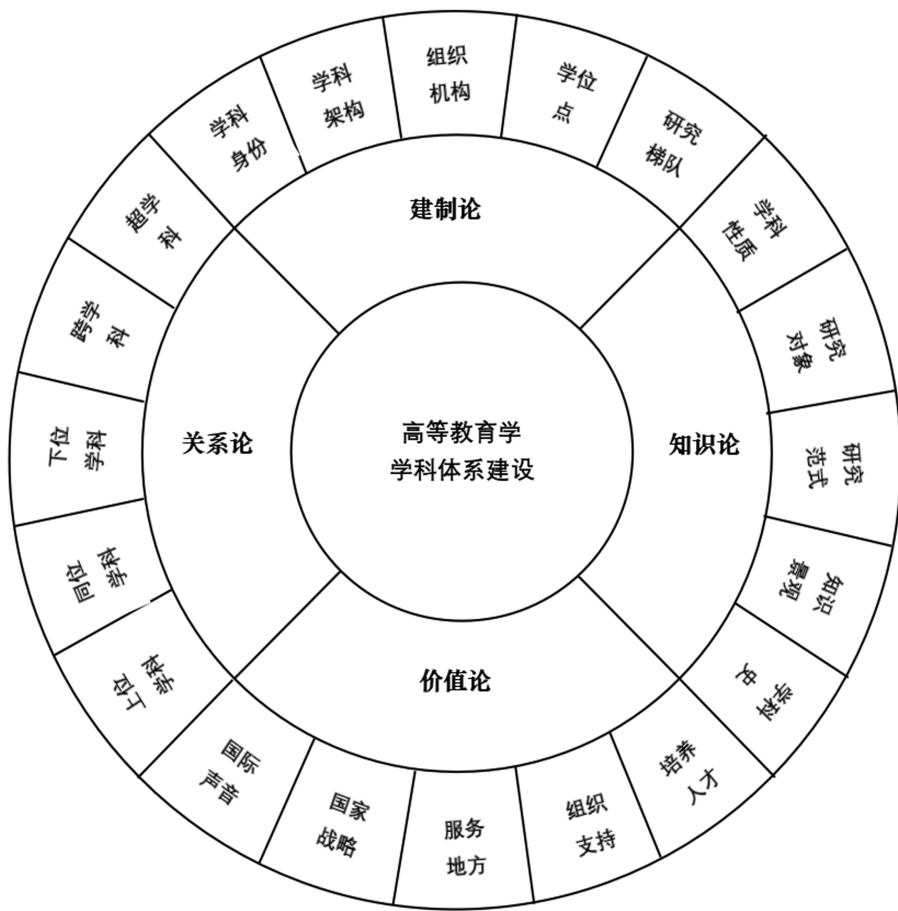 组织
机构
学位
点
研究
梯队
学科
性质
研究
对象
研究
范式
知识
景观
学科
史
培养
人才
组织
支持
服务
地方
国家
战略
国际
声音
学科
上位
学科
同位
下位
学科
跨学
科
超学
科
学科
身份
学科
架构
建制论
知识论
价值论
关系论
高等教育学
学科体系建设